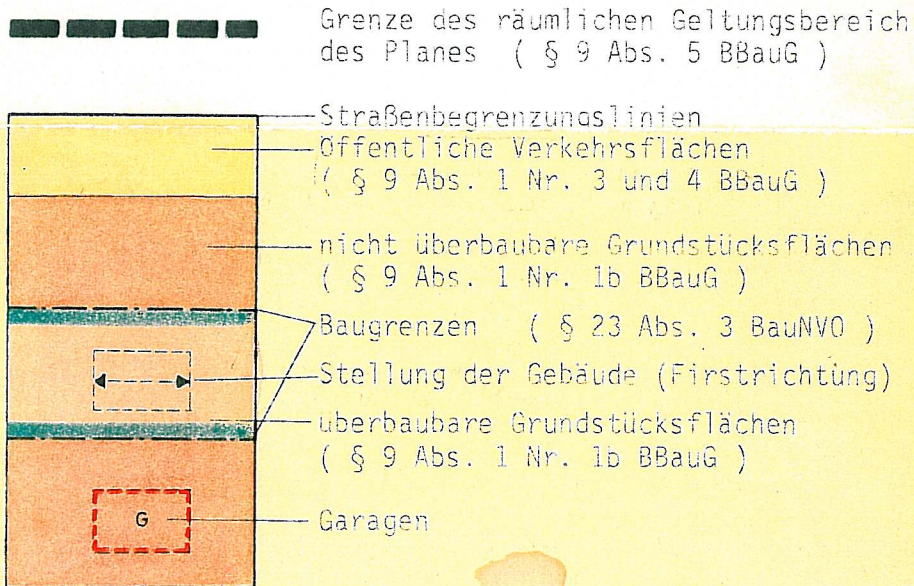 Grenze des räumlichen Geltungsbereich
des Planes ( § 9 Abs. 5 BBauG )
Straßenbegrenzungslinien
Öffentliche Verkehrsflächen
( § 9 Abs. 1 Nr. 3 und 4 BBauG )
nicht überbaubare Grundstücksflächen
( § 9 Abs. 1 Nr. 1b BBauG )
Baugrenzen ( § 23 Abs. 3 BauNVO )
Stellung der Gebäude (Firstrichtung)
überbaubare Grundstücksflächen
( § 9 Abs. 1 Nr. 1b BBauG )
G
Garagen